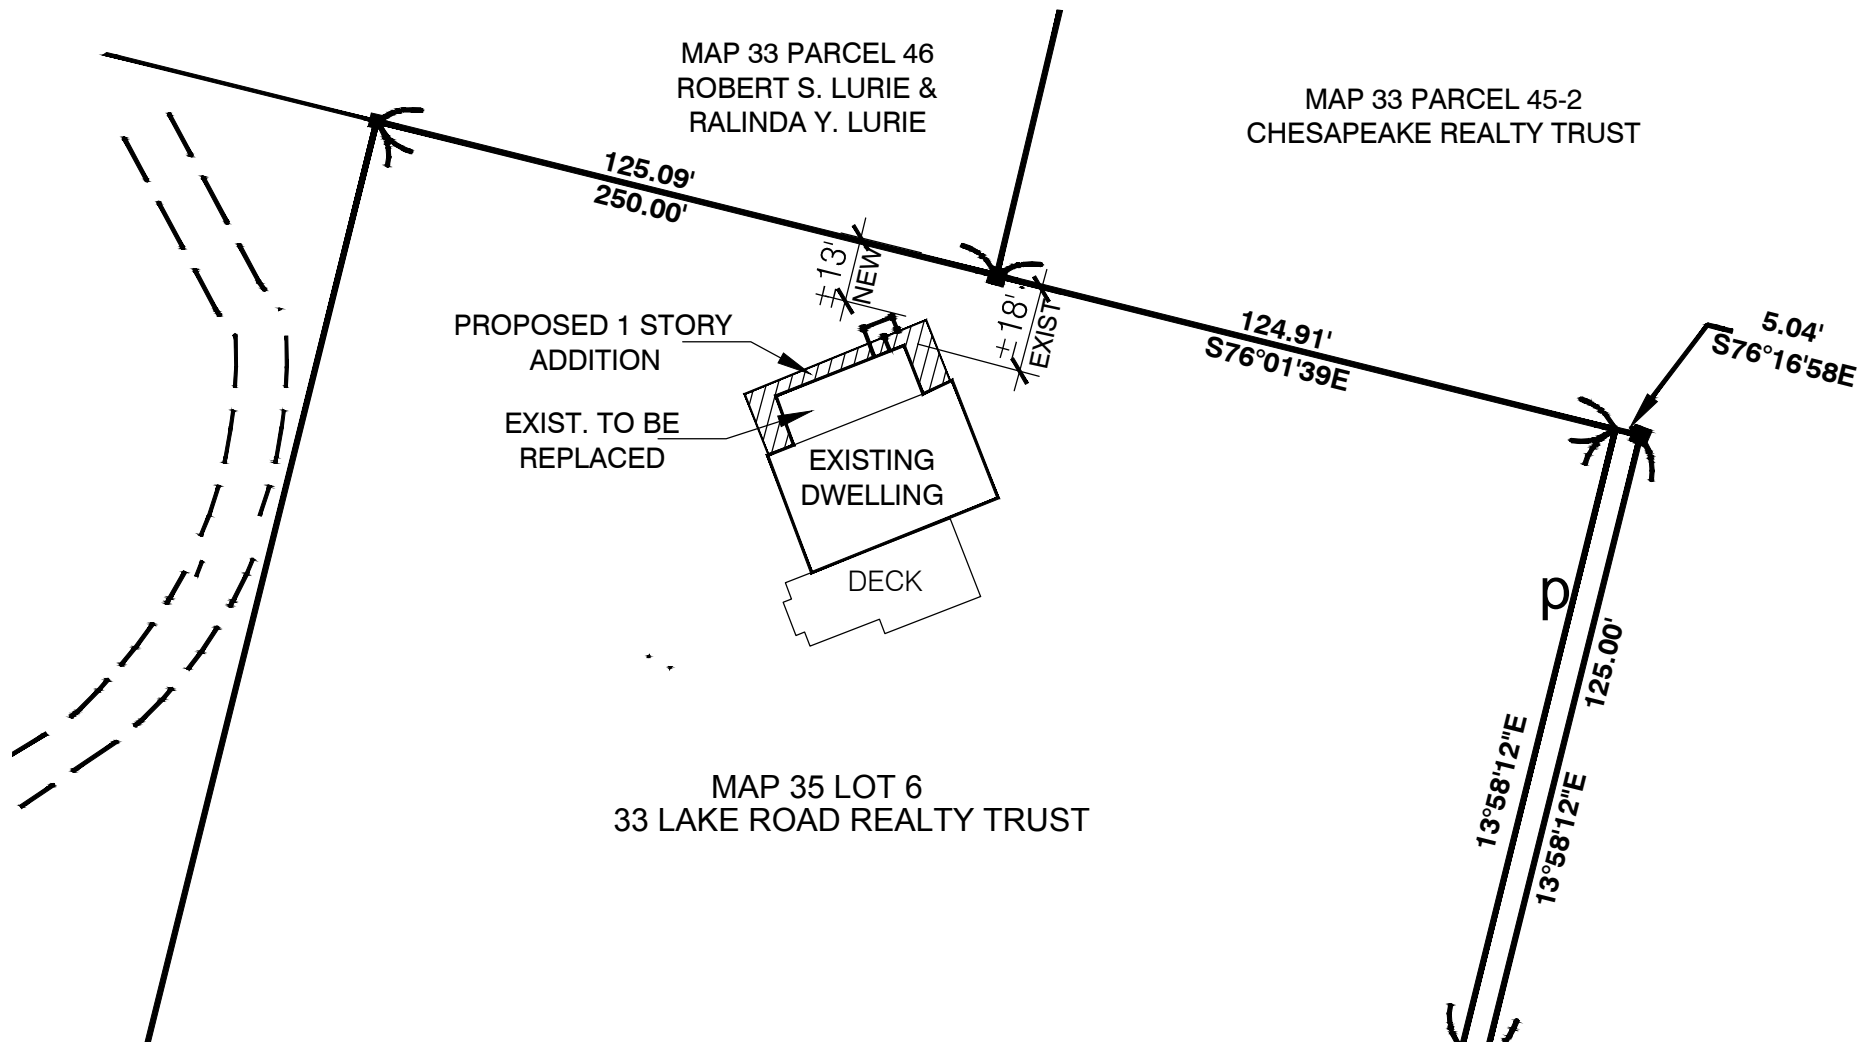 MAP 33 PARCEL 46
ROBERT S. LURIE &
RALINDA Y. LURIE
MAP 33 PARCEL 45-2
CHESAPEAKE REALTY TRUST
125.09'
250.00'
±13'
NEW
±18'
EXIST
124.91'
S76°01'39E
5.04'
S76°16'58E
PROPOSED 1 STORY
ADDITION
EXIST. TO BE
REPLACED
EXISTING
DWELLING
DECK
p
125.00'
13°58'12"E
13°58'12"E
MAP 35 LOT 6
33 LAKE ROAD REALTY TRUST